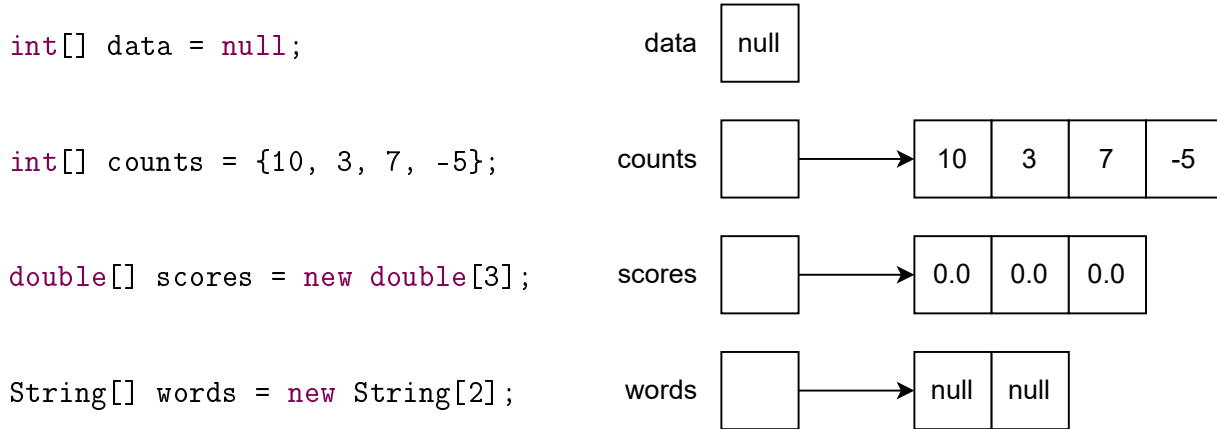 int[] data = null; data null
int[] counts = {10, 3, 7, -5}; counts 10 3 7 -5
double[] scores = new double[3]; scores 0.0 0.0 0.0
String[] words = new String[2]; words null null